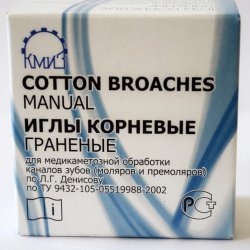 КМИЗ
COTTON BROACHES
MANUAL
ИГЛЫ КОРНЕВЫЕ
ГРАНЕНЫЕ
для медикаметозной обработки
каналов зубов (моляров и премоляров)
по Л.Г. Денисову
по ТУ 9432-105-05519988-2002